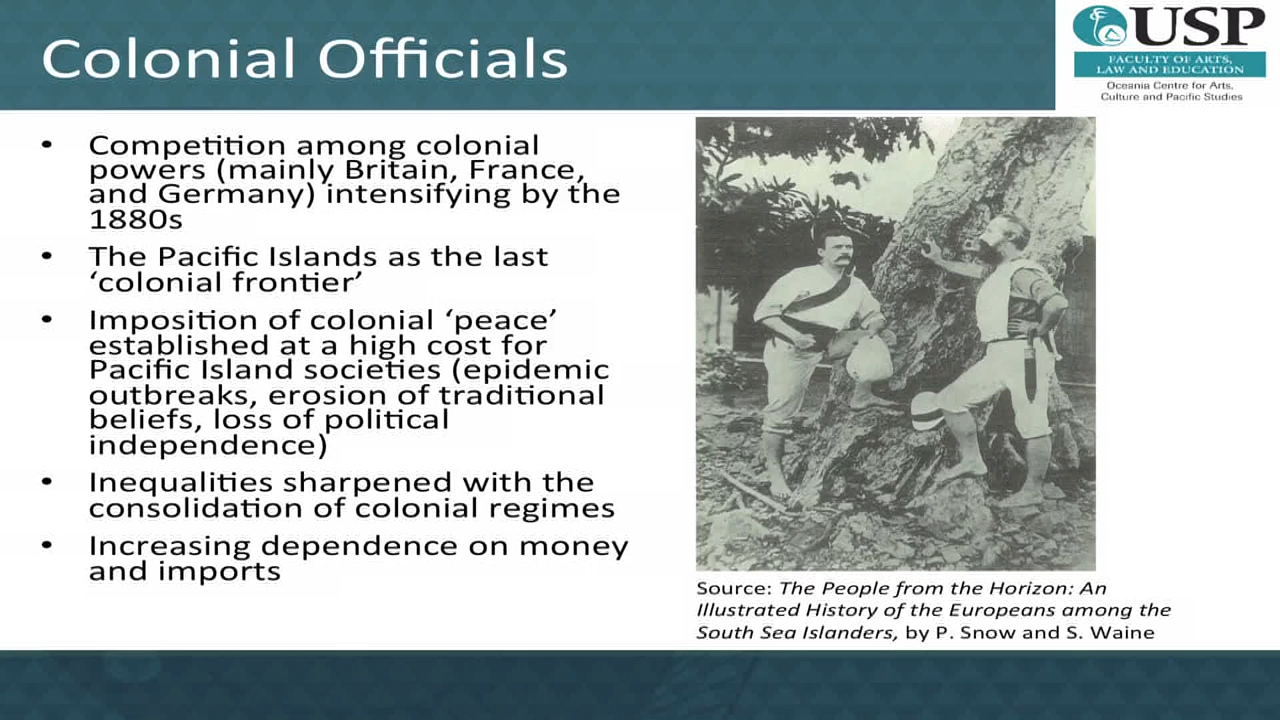 Colonial Officials
USP
FACULTY OF ARTS,
LAW AND EDUCATION
Oceania Centre for Arts,
Culture and Pacific Studies
• Competition among colonial
powers (mainly Britain, France,
and Germany) intensifying by the
1880s
• The Pacific Islands as the last
‘colonial frontier’
• Imposition of colonial ‘peace’
established at a high cost for
Pacific Island societies (epidemic
outbreaks, erosion of traditional
beliefs, loss of political
independence)
• Inequalities sharpened with the
consolidation of colonial regimes
• Increasing dependence on money
and imports
Source: The People from the Horizon: An
Illustrated History of the Europeans among the
South Sea Islanders, by P. Snow and S. Waine